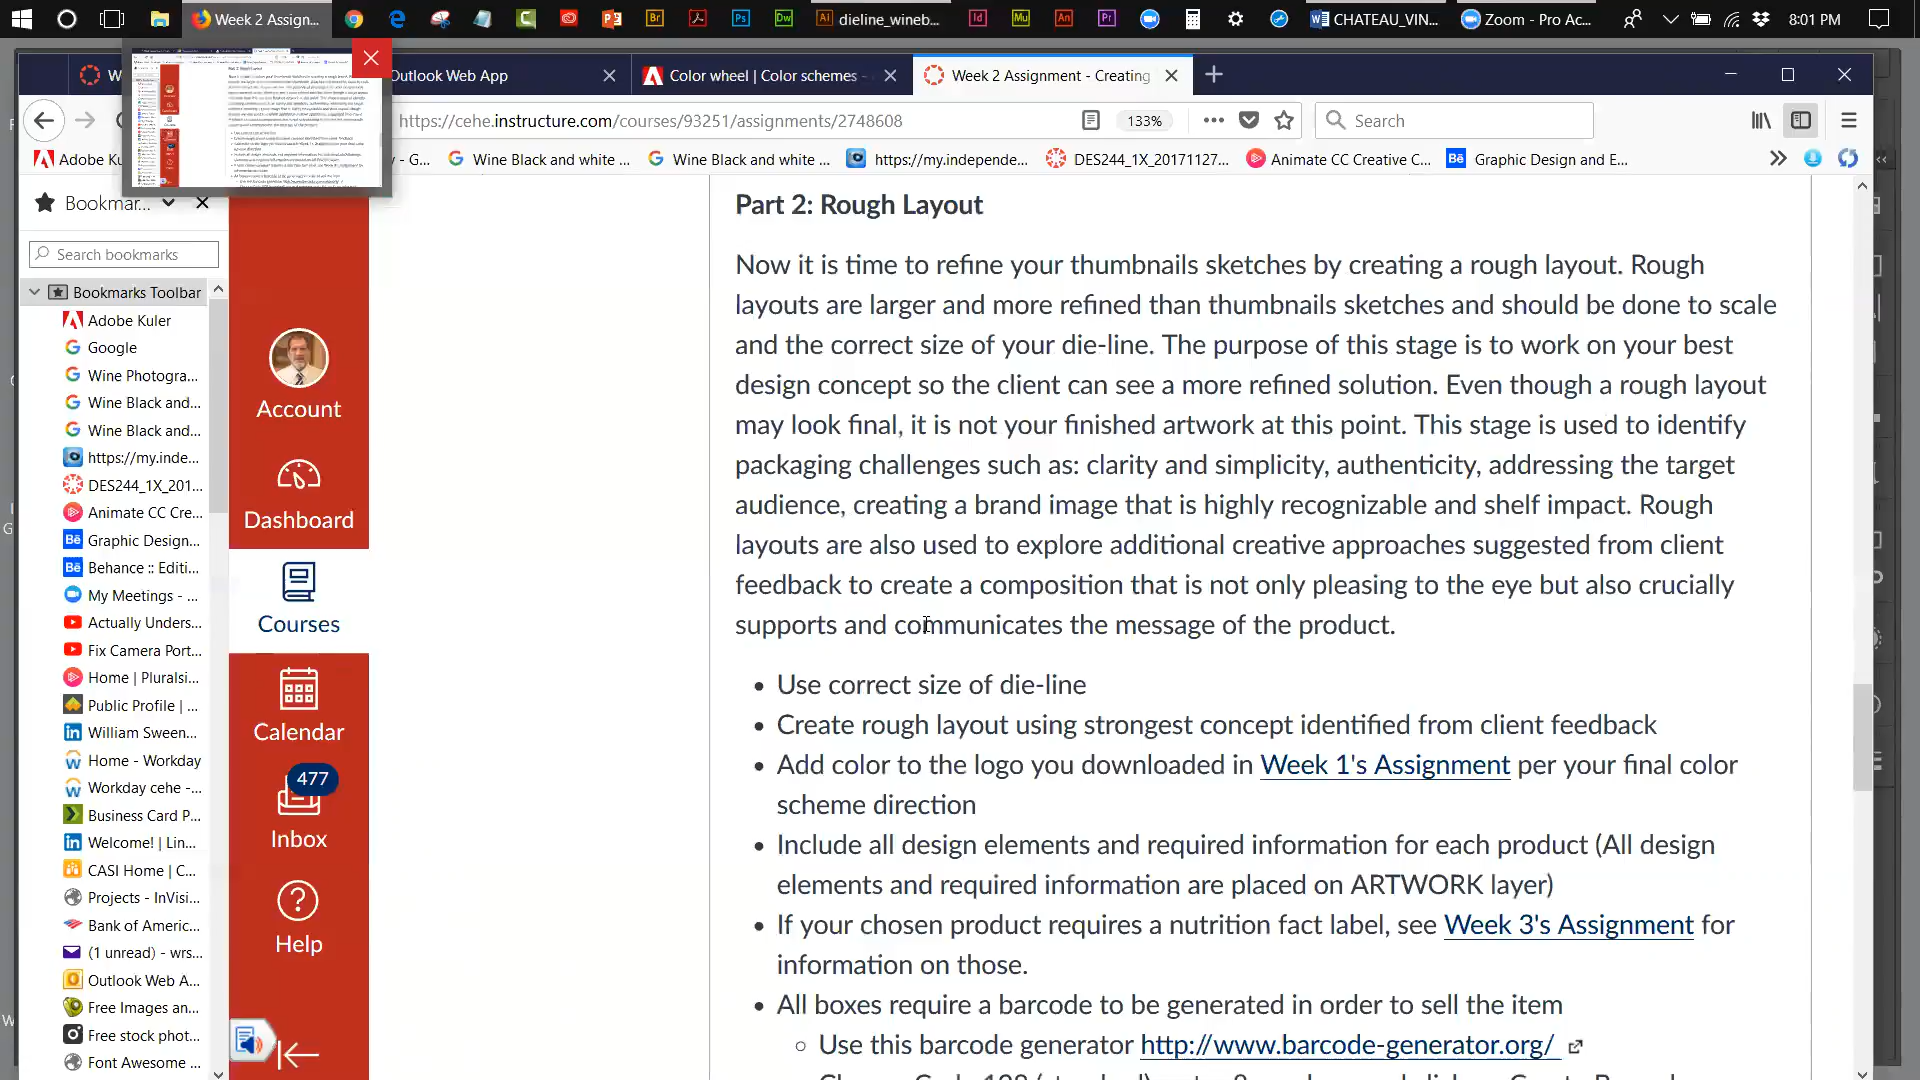 Week 2 Assign...
dieline_wineb...
CHATEAU_VIN...
Zoom - Pro Ac...
8:01 PM
Outlook Web App
Color wheel | Color schemes -
Week 2 Assignment - Creating
https://cehe.instructure.com/courses/93251/assignments/2748608
133%
Search
Adobe Ku
y - G...
Wine Black and white ...
Wine Black and white ...
https://my.independe...
DES244_1X_20171127...
Animate CC Creative C...
Graphic Design and E...
Bookmar...
Search bookmarks
Bookmarks Toolbar
Adobe Kuler
Google
Wine Photogra...
Wine Black and...
Wine Black and...
https://my.inde...
DES244_1X_201...
Animate CC Cre...
Graphic Design...
Behance :: Editi...
My Meetings - ...
Actually Unders...
Fix Camera Port...
Home | Pluralsi...
Public Profile | ...
William Sween...
Home - Workday
Workday cehe -...
Business Card P...
Welcome! | Lin...
CASI Home | C...
Projects - InVisi...
Bank of Americ...
(1 unread) - wrs...
Outlook Web A...
Free Images an...
Free stock phot...
Font Awesome ...
Account
Dashboard
Courses
Calendar
477
Inbox
Help
Part 2: Rough Layout
Now it is time to refine your thumbnails sketches by creating a rough layout. Rough
layouts are larger and more refined than thumbnails sketches and should be done to scale
and the correct size of your die-line. The purpose of this stage is to work on your best
design concept so the client can see a more refined solution. Even though a rough layout
may look final, it is not your finished artwork at this point. This stage is used to identify
packaging challenges such as: clarity and simplicity, authenticity, addressing the target
audience, creating a brand image that is highly recognizable and shelf impact. Rough
layouts are also used to explore additional creative approaches suggested from client
feedback to create a composition that is not only pleasing to the eye but also crucially
supports and communicates the message of the product.
• Use correct size of die-line
• Create rough layout using strongest concept identified from client feedback
• Add color to the logo you downloaded in Week 1's Assignment per your final color
scheme direction
• Include all design elements and required information for each product (All design
elements and required information are placed on ARTWORK layer)
• If your chosen product requires a nutrition fact label, see Week 3's Assignment for
information on those.
• All boxes require a barcode to be generated in order to sell the item
Use this barcode generator http://www.barcode-generator.org/